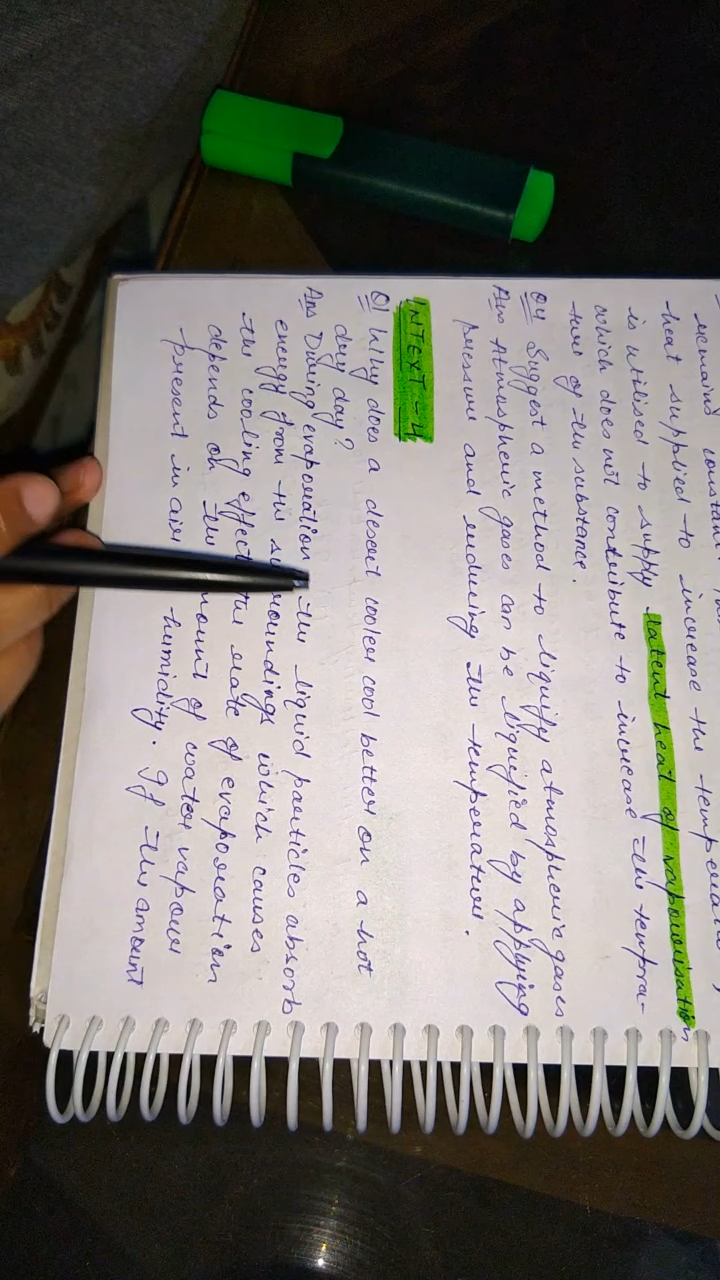 remained constant
heat supplied to increase the
is utilised to supply latent heat of vapourisation
which does not contribute to increase the tempra-
ture of the substance.
Q4 Suggest a method to liquify atmospheric gases
Ans Atmospheric gases can be liquified by applying
pressure and reducing the temperature.
INTEXT - 4
Q1 Why does a desert cooler cool better on a hot
dry day?
Ans During evaporation the liquid particles absorb
energy from the surroundings which causes
the cooling effect the rate of evaporation
depends on the amount of water vapour
present in air humidity. If the amount